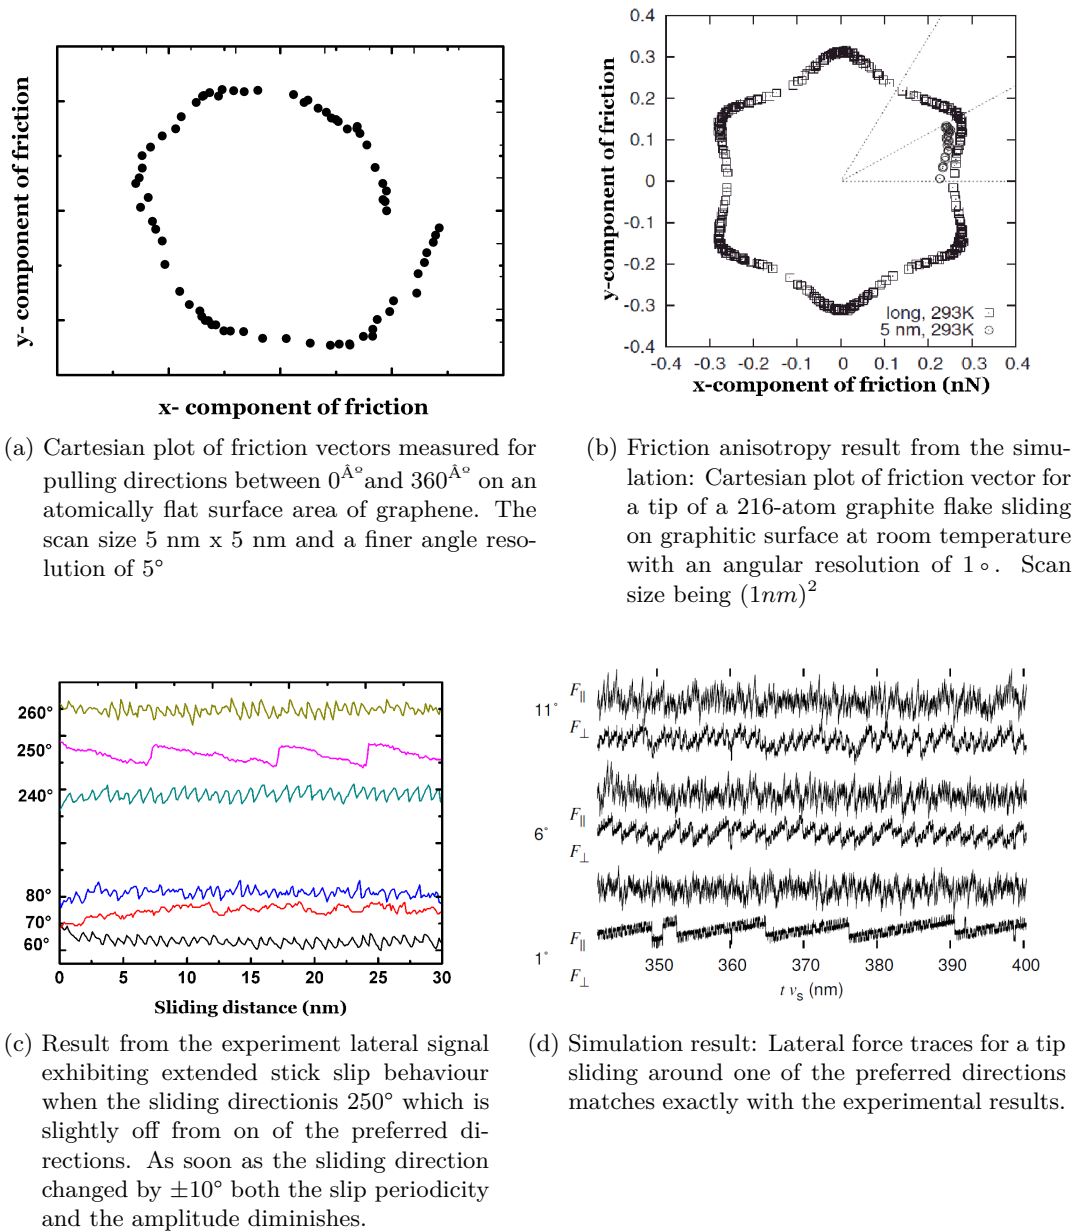 y- component of friction
x- component of friction
y-component of friction
0.4
0.3
0.2
0.1
0
-0.1
-0.2
-0.3
-0.4
long, 293K
5 nm, 293K
-0.4 -0.3 -0.2 -0.1 0 0.1 0.2 0.3 0.4
x-component of friction (nN)
(a) Cartesian plot of friction vectors measured for
pulling directions between 0º and 360º on an
atomically flat surface area of graphene. The
scan size 5 nm x 5 nm and a finer angle reso-
lution of 5°
(b) Friction anisotropy result from the simu-
lation: Cartesian plot of friction vector for
a tip of a 216-atom graphite flake sliding
on graphitic surface at room temperature
with an angular resolution of 1 ∘. Scan
size being (1nm)²
260°
250°
240°
80°
70°
60°
0 5 10 15 20 25 30
Sliding distance (nm)
11° F∥
F⊥
6° F∥
F⊥
1° F∥
F⊥
350 360 370 380 390 400
t vs (nm)
(c) Result from the experiment lateral signal
exhibiting extended stick slip behaviour
when the sliding directionis 250° which is
slightly off from on of the preferred di-
rections. As soon as the sliding direction
changed by ±10° both the slip periodicity
and the amplitude diminishes.
(d) Simulation result: Lateral force traces for a tip
sliding around one of the preferred directions
matches exactly with the experimental results.